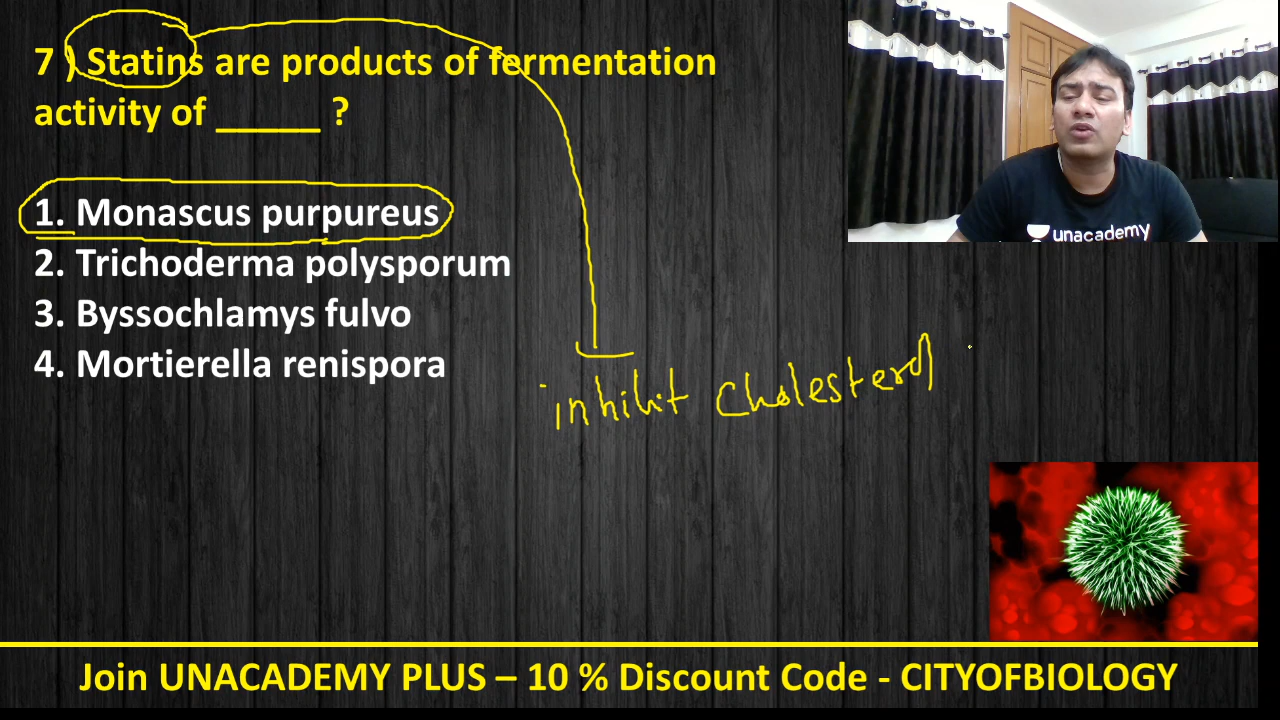 7 ) Statins are products of fermentation
activity of _____ ?
1. Monascus purpureus
2. Trichoderma polysporum
3. Byssochlamys fulvo
4. Mortierella renispora
unacademy
inhibit cholesterol
Join UNACADEMY PLUS – 10 % Discount Code - CITYOFBIOLOGY